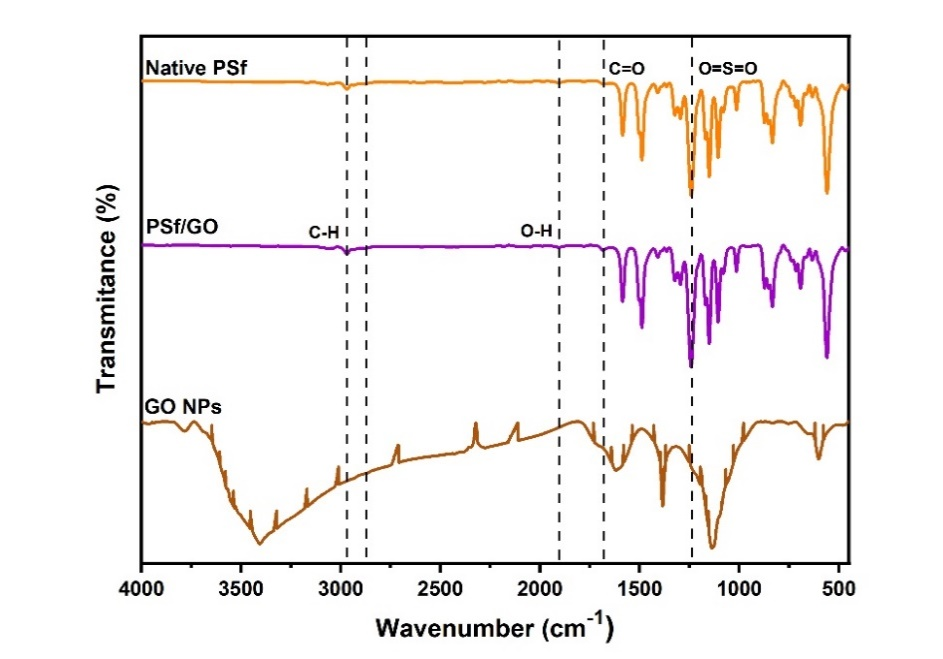 Native PSf
C=O
O=S=O
PSf/GO
C-H
O-H
GO NPs
Transmitance (%)
4000 3500 3000 2500 2000 1500 1000 500
Wavenumber (cm⁻¹)